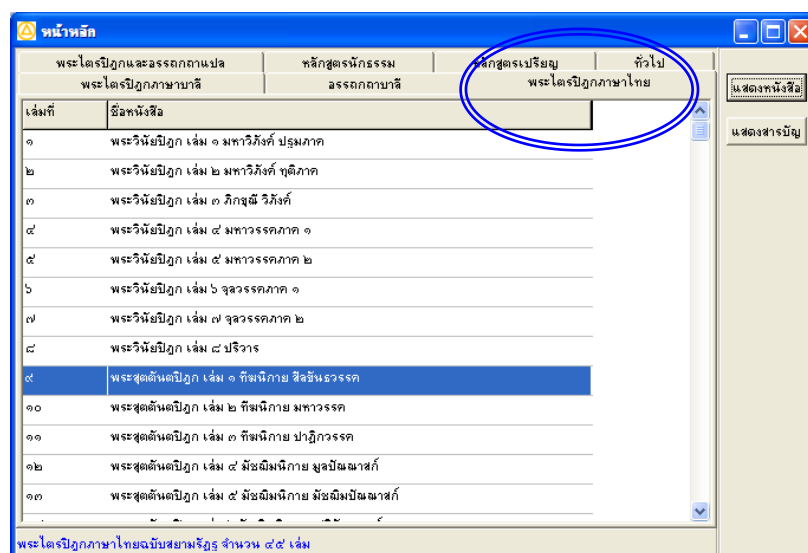 หน้าหลัก
พระไตรปิฎกและอรรถกถาแปล หลักสูตรนักธรรม หลักสูตรเปรียญ ทั่วไป
พระไตรปิฎกภาษาบาลี อรรถกถาบาลี พระไตรปิฎกภาษาไทย
แสดงหนังสือ
แสดงสารบัญ
เล่มที่ ชื่อหนังสือ
๑ พระวินัยปิฎก เล่ม ๑ มหาวิภังค์ ปฐมภาค
๒ พระวินัยปิฎก เล่ม ๒ มหาวิภังค์ ทุติภาค
๓ พระวินัยปิฎก เล่ม ๓ ภิกขุณี วิภังค์
๔ พระวินัยปิฎก เล่ม ๔ มหาวรรคภาค ๑
๕ พระวินัยปิฎก เล่ม ๕ มหาวรรคภาค ๒
๖ พระวินัยปิฎก เล่ม ๖ จุลวรรคภาค ๑
๗ พระวินัยปิฎก เล่ม ๗ จุลวรรคภาค ๒
๘ พระวินัยปิฎก เล่ม ๘ ปริวาร
๙ พระสุตตันตปิฎก เล่ม ๑ ทีฆนิกาย สีลขันธวรรค
๑๐ พระสุตตันตปิฎก เล่ม ๒ ทีฆนิกาย มหาวรรค
๑๑ พระสุตตันตปิฎก เล่ม ๓ ทีฆนิกาย ปาฎิกวรรค
๑๒ พระสุตตันตปิฎก เล่ม ๔ มัชฌิมนิกาย มูลปัณณาสก์
๑๓ พระสุตตันตปิฎก เล่ม ๕ มัชฌิมนิกาย มัชฌิมปัณณาสก์
พระไตรปิฎกภาษาไทยฉบับสยามรัฏฐ จำนวน ๔๕ เล่ม